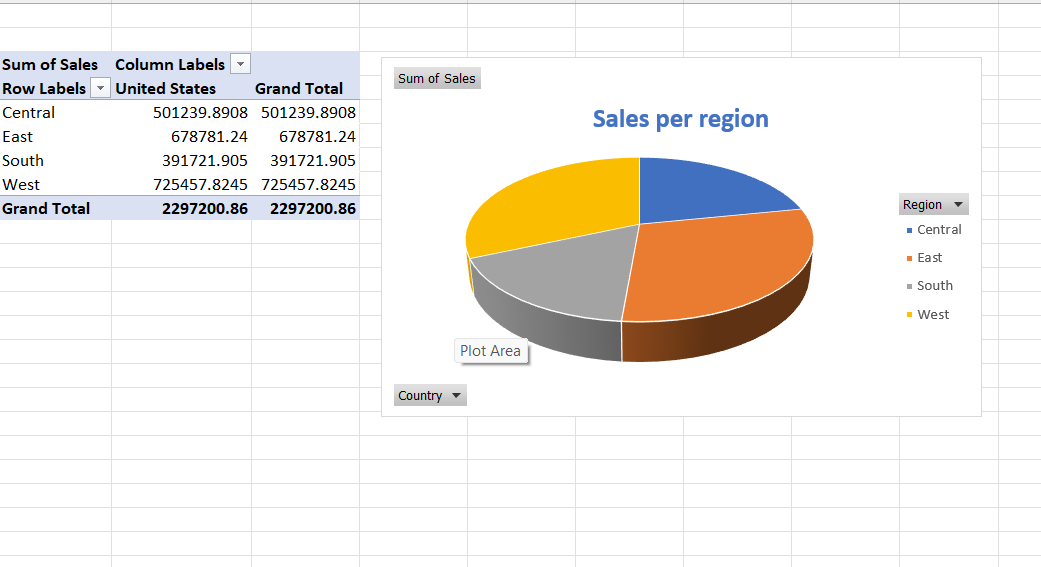 Sum of Sales Column Labels
Row Labels United States Grand Total
Central 501239.8908 501239.8908
East 678781.24 678781.24
South 391721.905 391721.905
West 725457.8245 725457.8245
Grand Total 2297200.86 2297200.86
Sum of Sales
Sales per region
Region
Central
East
South
West
Plot Area
Country